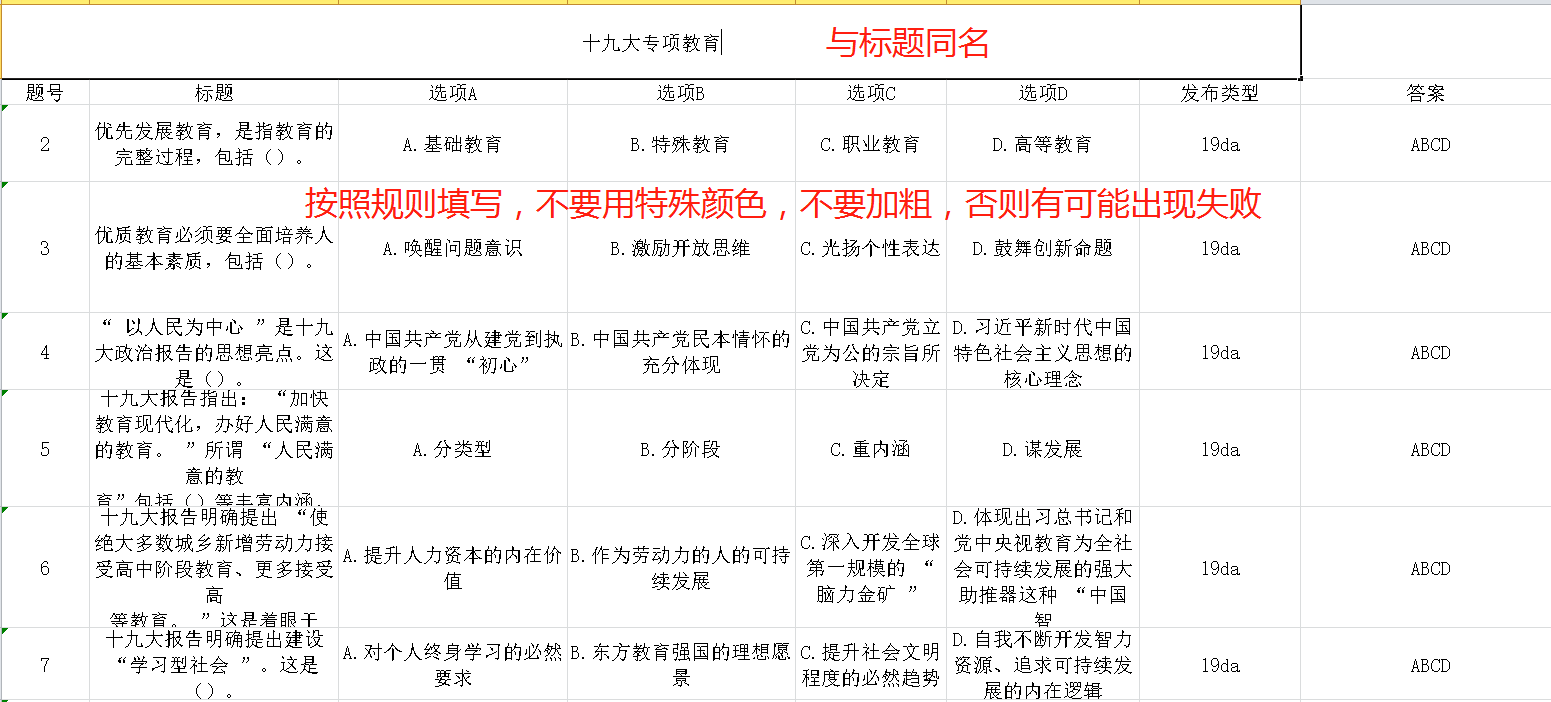 十九大专项教育 与标题同名
题号 标题 选项A 选项B 选项C 选项D 发布类型 答案
2 优先发展教育，是指教育的完整过程，包括（）。 A.基础教育 B.特殊教育 C.职业教育 D.高等教育 19da ABCD
按照规则填写，不要用特殊颜色，不要加粗，否则有可能出现失败
3 优质教育必须要全面培养人的基本素质，包括（）。 A.唤醒问题意识 B.激励开放思维 C.光扬个性表达 D.鼓舞创新命题 19da ABCD
4 “ 以人民为中心 ”是十九大政治报告的思想亮点。这是（）。 A.中国共产党从建党到执政的一贯 “初心” B.中国共产党民本情怀的充分体现 C.中国共产党立党为公的宗旨所决定 D.习近平新时代中国特色社会主义思想的核心理念 19da ABCD
5 十九大报告指出： “加快教育现代化，办好人民满意的教育。 ”所谓 “人民满意的教育”包括（）等丰富内涵。 A.分类型 B.分阶段 C.重内涵 D.谋发展 19da ABCD
6 十九大报告明确提出 “使绝大多数城乡新增劳动力接受高中阶段教育、更多接受高等教育。 ”这是着眼于 A.提升人力资本的内在价值 B.作为劳动力的人的可持续发展 C.深入开发全球第一规模的 “ 脑力金矿 ” D.体现出习总书记和党中央视教育为全社会可持续发展的强大助推器这种 “中国智 19da ABCD
7 十九大报告明确提出建设 “学习型社会 ”。这是（）。 A.对个人终身学习的必然要求 B.东方教育强国的理想愿景 C.提升社会文明程度的必然趋势 D.自我不断开发智力资源、追求可持续发展的内在逻辑 19da ABCD